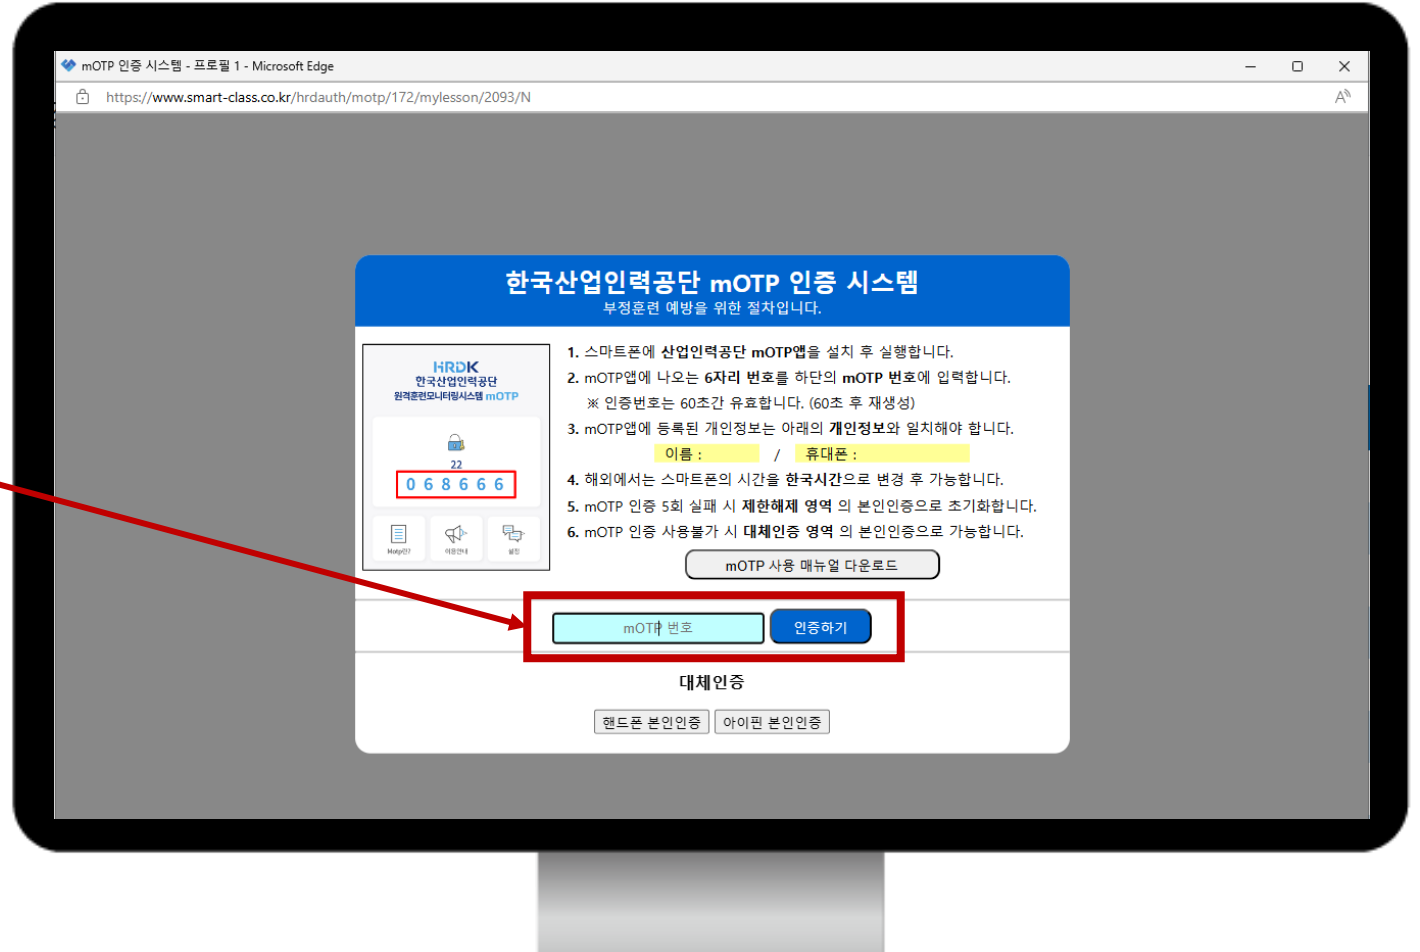 mOTP 인증 시스템 - 프로필 1 - Microsoft Edge
https://www.smart-class.co.kr/hrdauth/motp/172/mylesson/2093/N
한국산업인력공단 mOTP 인증 시스템
부정훈련 예방을 위한 절차입니다.
HRDK
한국산업인력공단
원격훈련모니터링시스템 mOTP
22
0 6 8 6 6 6
Motp란?
이용안내
설정
1. 스마트폰에 산업인력공단 mOTP앱을 설치 후 실행합니다.
2. mOTP앱에 나오는 6자리 번호를 하단의 mOTP 번호에 입력합니다.
※ 인증번호는 60초간 유효합니다. (60초 후 재생성)
3. mOTP앱에 등록된 개인정보는 아래의 개인정보와 일치해야 합니다.
이름 : / 휴대폰 :
4. 해외에서는 스마트폰의 시간을 한국시간으로 변경 후 가능합니다.
5. mOTP 인증 5회 실패 시 제한해제 영역 의 본인인증으로 초기화합니다.
6. mOTP 인증 사용불가 시 대체인증 영역 의 본인인증으로 가능합니다.
mOTP 사용 매뉴얼 다운로드
mOTP 번호 인증하기
대체인증
핸드폰 본인인증 아이핀 본인인증